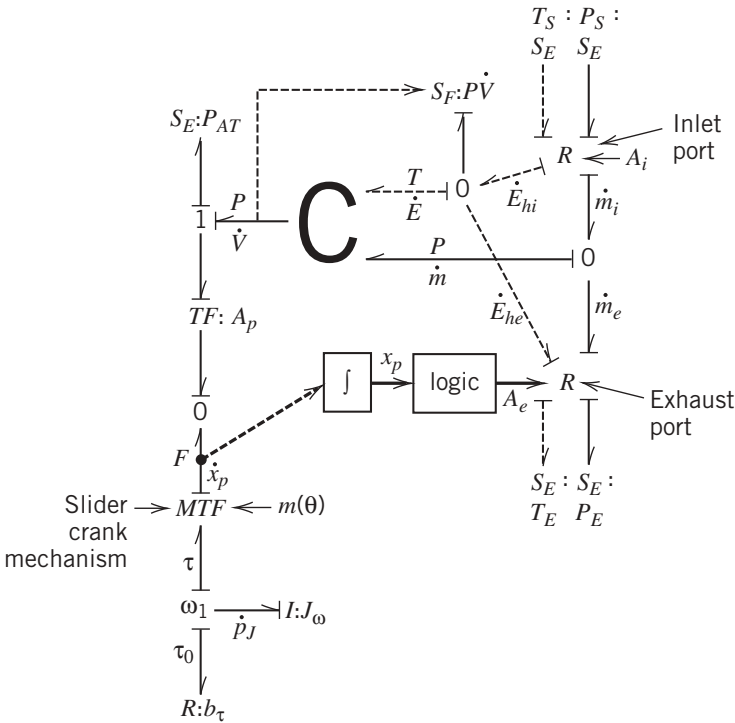 T_S : P_S :
S_E S_E
S_F:PV̇
S_E:P_AT
Inlet
port
R
A_i
T
Ė
0
Ė_hi
ṁ_i
P
V̇
1
C
P
ṁ
0
Ė_he
ṁ_e
TF: A_p
∫
x_p
logic
A_e
R
Exhaust
port
0
F
ẋ_p
S_E : S_E :
T_E P_E
Slider
crank
mechanism
MTF
m(θ)
τ
ω_1
ṗ_J
I:J_ω
τ_0
R:b_τ